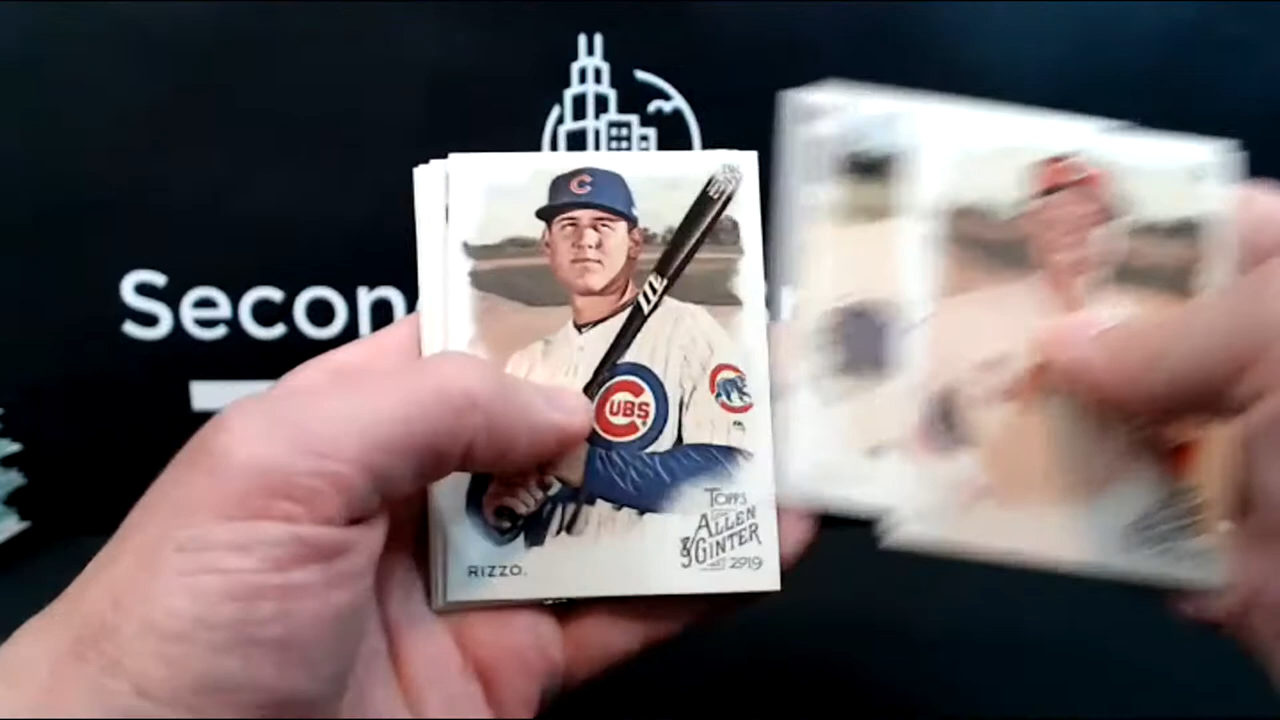 Secon
C
CUBS
RIZZO.
TOPPS
ALLEN
& GINTER
2019